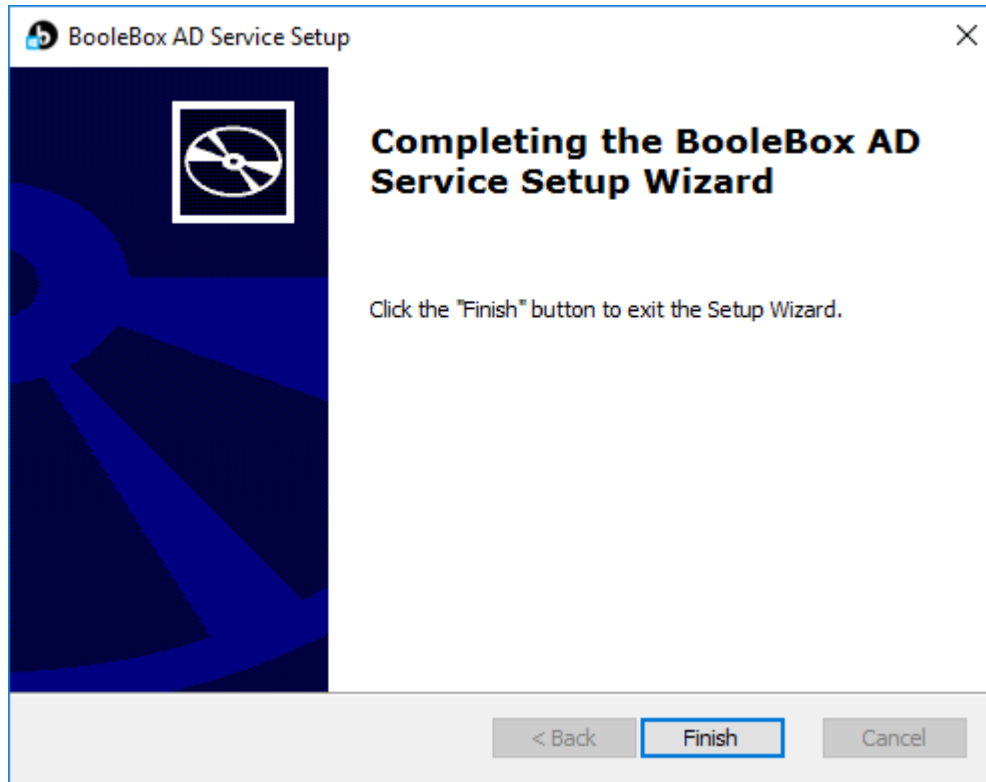 BooleBox AD Service Setup
Completing the BooleBox AD
Service Setup Wizard
Click the "Finish" button to exit the Setup Wizard.
< Back
Finish
Cancel